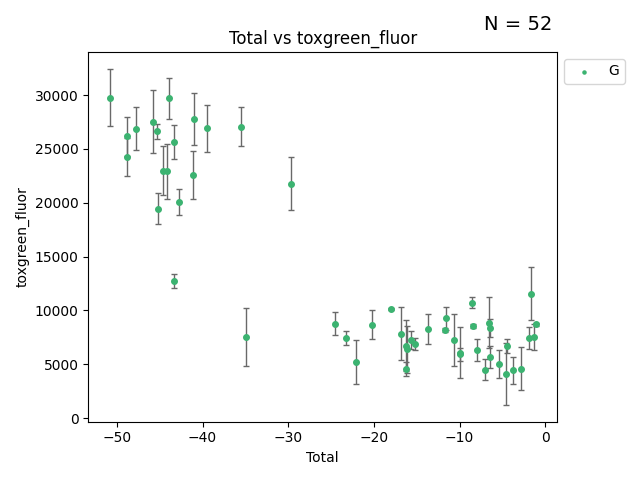 N = 52
Total vs toxgreen_fluor
G
toxgreen_fluor
30000
25000
20000
15000
10000
5000
0
−50 −40 −30 −20 −10 0
Total